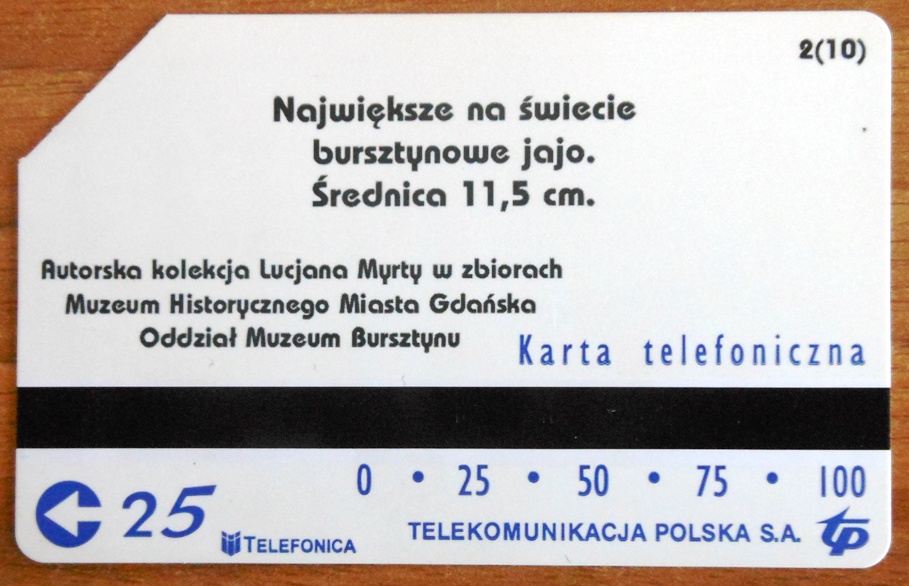 2(10)
Największe na świecie
bursztynowe jajo.
Średnica 11,5 cm.
Autorska kolekcja Lucjana Myrty w zbiorach
Muzeum Historycznego Miasta Gdańska
Oddział Muzeum Bursztynu
Karta telefoniczna
0 • 25 • 50 • 75 • 100
25
TELEFONICA
TELEKOMUNIKACJA POLSKA S.A.
tp